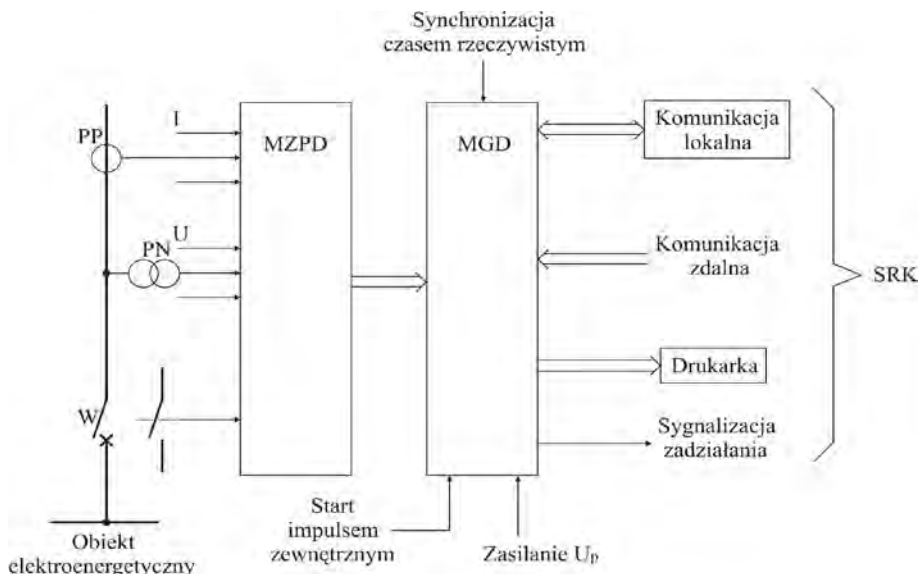 Synchronizacja
czasem rzeczywistym
PP
I
MZPD
MGD
Komunikacja
lokalna
U
PN
Komunikacja
zdalna
SRK
Drukarka
W
Sygnalizacja
zadziałania
Start
impulsem
zewnętrznym
Zasilanie Up
Obiekt
elektroenergetyczny